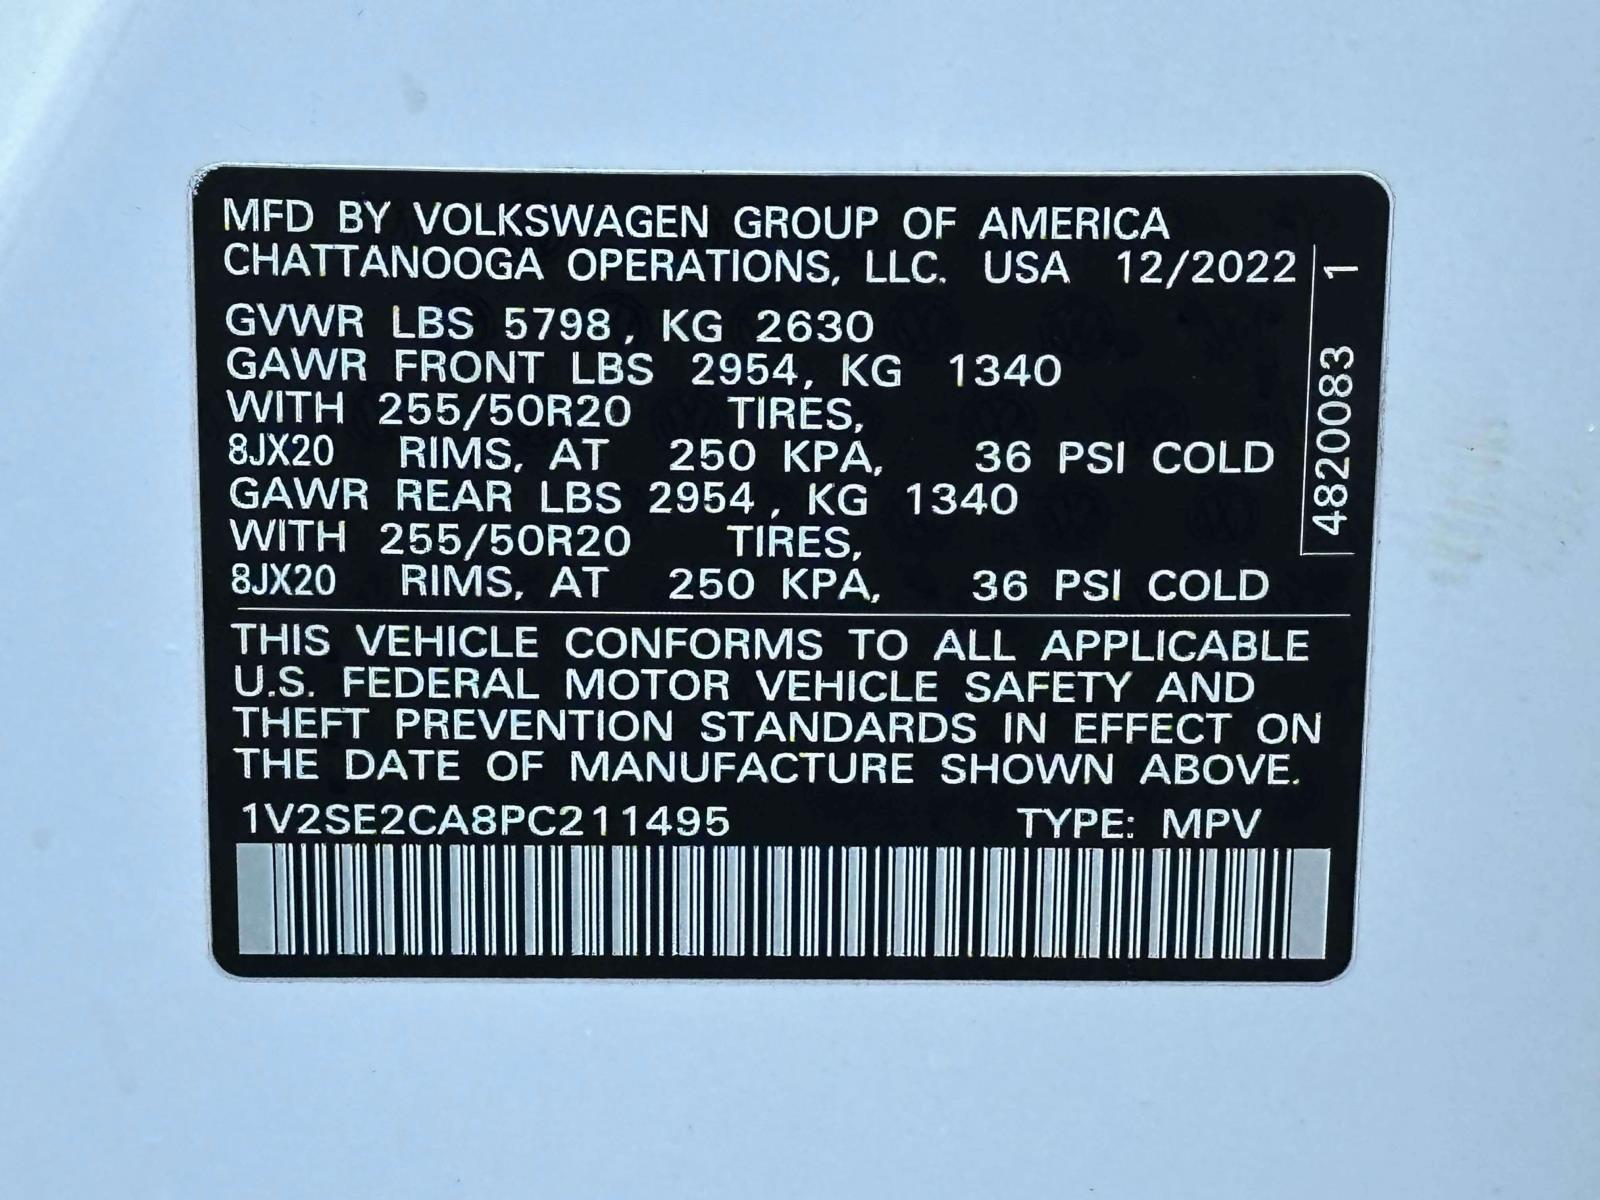 MFD BY VOLKSWAGEN GROUP OF AMERICA
CHATTANOOGA OPERATIONS, LLC. USA 12/2022
GVWR LBS 5798, KG 2630
GAWR FRONT LBS 2954, KG 1340
WITH 255/50R20 TIRES,
8JX20 RIMS, AT 250 KPA, 36 PSI COLD
GAWR REAR LBS 2954, KG 1340
WITH 255/50R20 TIRES,
8JX20 RIMS, AT 250 KPA, 36 PSI COLD
4820083 1
THIS VEHICLE CONFORMS TO ALL APPLICABLE
U.S. FEDERAL MOTOR VEHICLE SAFETY AND
THEFT PREVENTION STANDARDS IN EFFECT ON
THE DATE OF MANUFACTURE SHOWN ABOVE.
1V2SE2CA8PC211495 TYPE: MPV